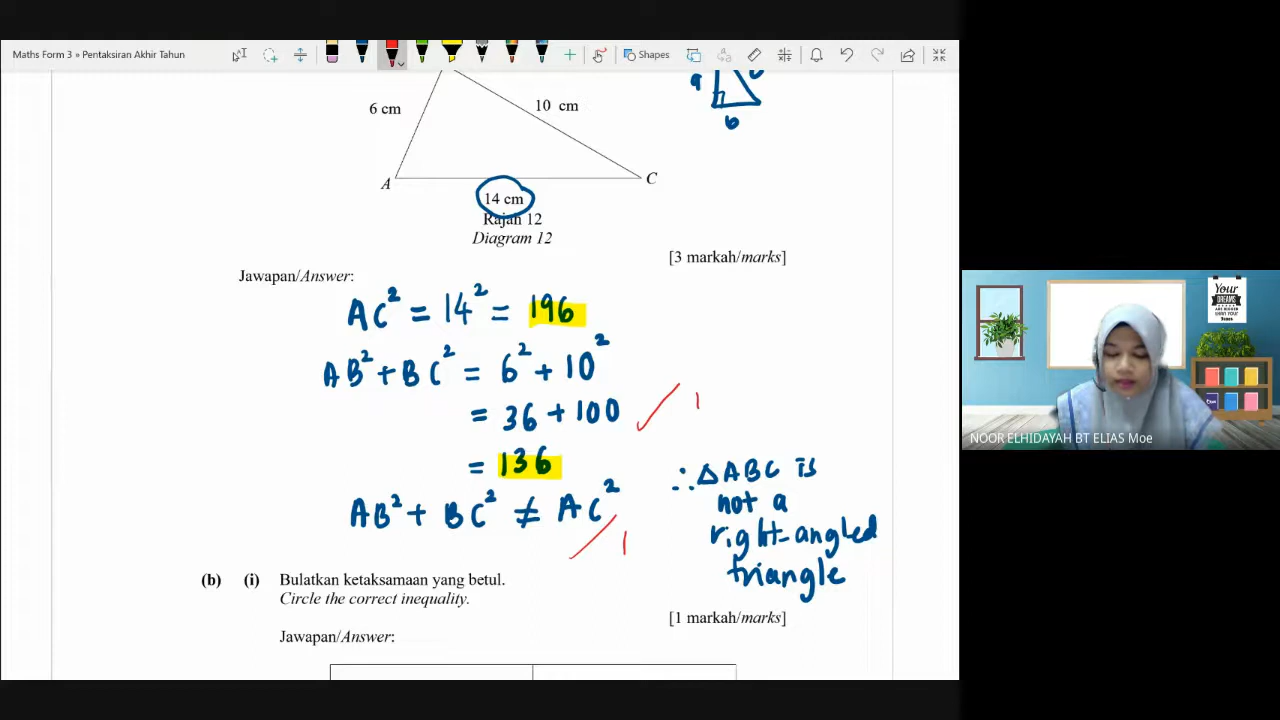 Maths Form 3 » Pentaksiran Akhir Tahun
Shapes
6 cm
10 cm
a
b
A
C
14 cm
Rajah 12
Diagram 12
[3 markah/marks]
Jawapan/Answer:
AC² = 14² = 196
AB² + BC² = 6² + 10²
= 36 + 100
1
= 136
AB² + BC² ≠ AC²
1
∴ △ABC is
not a
right-angled
triangle
(b) (i) Bulatkan ketaksamaan yang betul.
Circle the correct inequality.
[1 markah/marks]
Jawapan/Answer:
Your
DREAMS
NOOR ELHIDAYAH BT ELIAS Moe